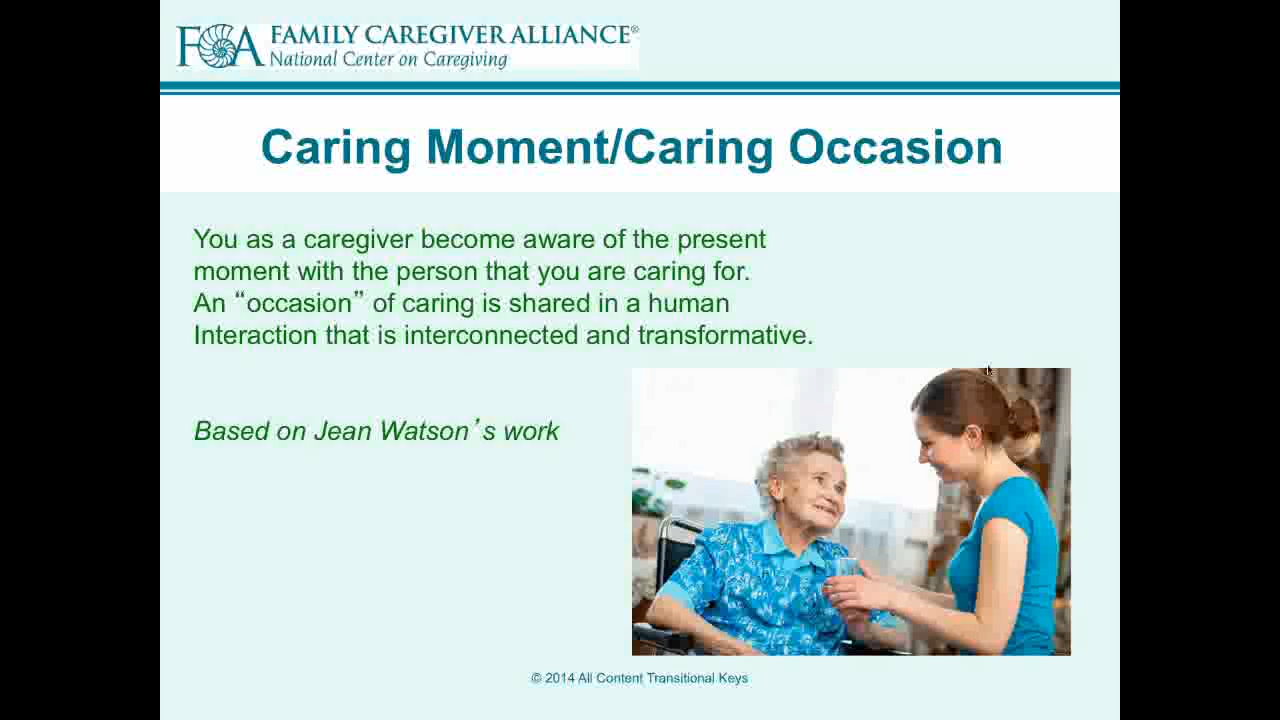 FCA FAMILY CAREGIVER ALLIANCE®
National Center on Caregiving
Caring Moment/Caring Occasion
You as a caregiver become aware of the present
moment with the person that you are caring for.
An “occasion” of caring is shared in a human
Interaction that is interconnected and transformative.
Based on Jean Watson’s work
© 2014 All Content Transitional Keys